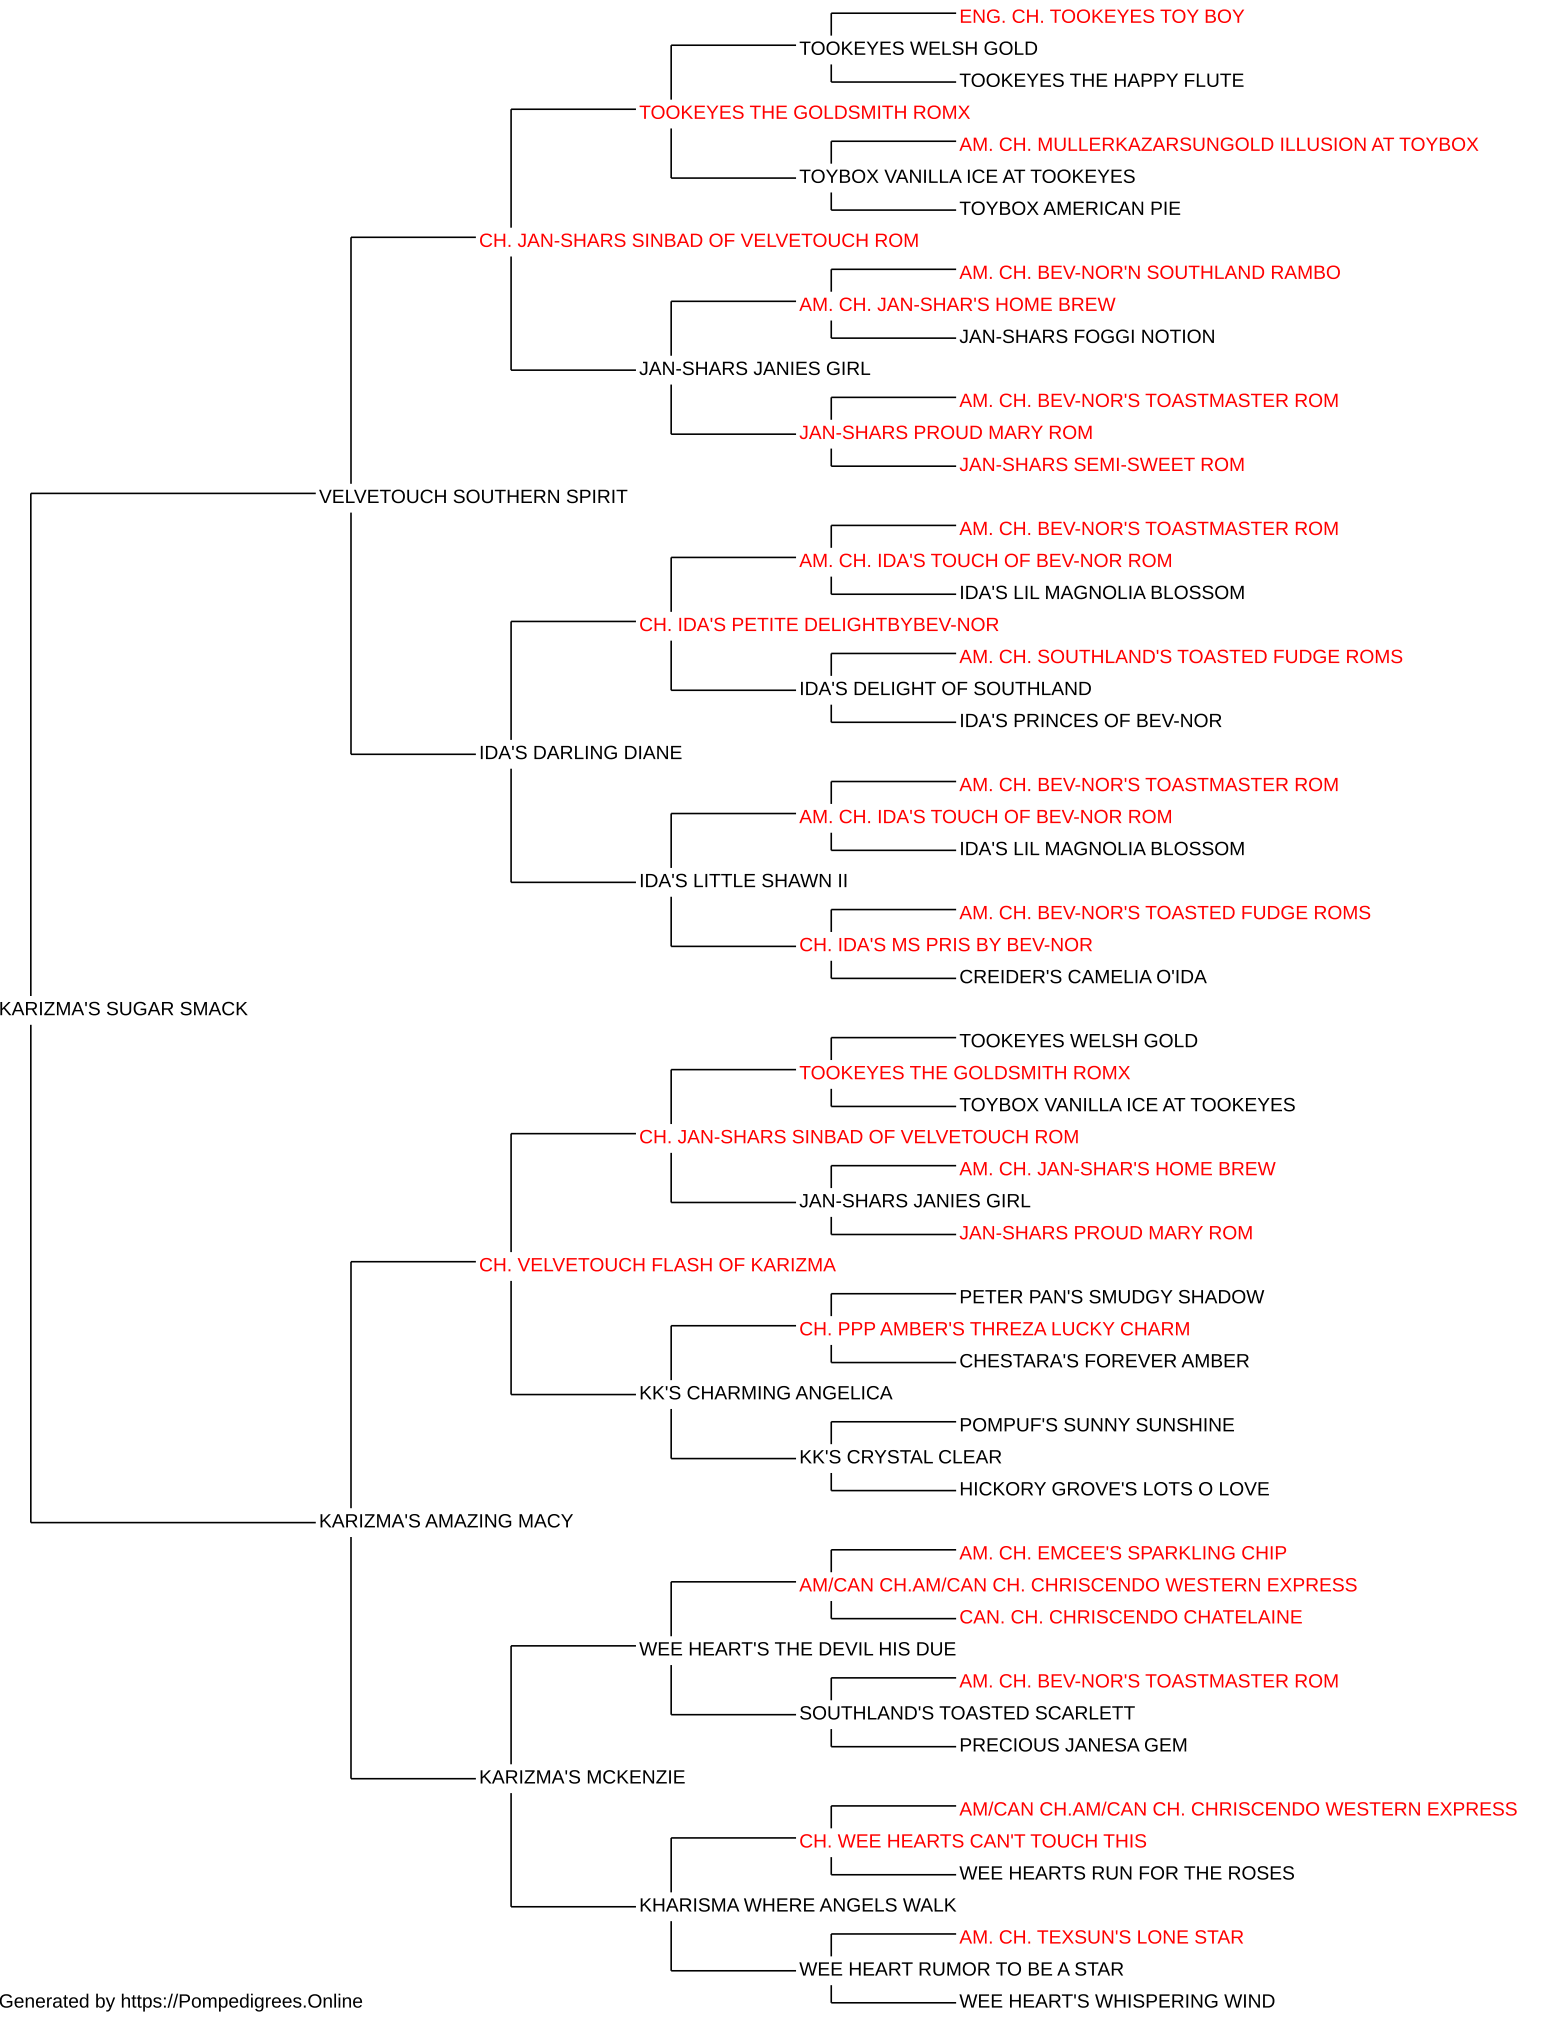 ENG. CH. TOOKEYES TOY BOY
TOOKEYES WELSH GOLD
TOOKEYES THE HAPPY FLUTE
TOOKEYES THE GOLDSMITH ROMX
AM. CH. MULLERKAZARSUNGOLD ILLUSION AT TOYBOX
TOYBOX VANILLA ICE AT TOOKEYES
TOYBOX AMERICAN PIE
CH. JAN-SHARS SINBAD OF VELVETOUCH ROM
AM. CH. BEV-NOR'N SOUTHLAND RAMBO
AM. CH. JAN-SHAR'S HOME BREW
JAN-SHARS FOGGI NOTION
JAN-SHARS JANIES GIRL
AM. CH. BEV-NOR'S TOASTMASTER ROM
JAN-SHARS PROUD MARY ROM
JAN-SHARS SEMI-SWEET ROM
VELVETOUCH SOUTHERN SPIRIT
AM. CH. BEV-NOR'S TOASTMASTER ROM
AM. CH. IDA'S TOUCH OF BEV-NOR ROM
IDA'S LIL MAGNOLIA BLOSSOM
CH. IDA'S PETITE DELIGHTBYBEV-NOR
AM. CH. SOUTHLAND'S TOASTED FUDGE ROMS
IDA'S DELIGHT OF SOUTHLAND
IDA'S PRINCES OF BEV-NOR
IDA'S DARLING DIANE
AM. CH. BEV-NOR'S TOASTMASTER ROM
AM. CH. IDA'S TOUCH OF BEV-NOR ROM
IDA'S LIL MAGNOLIA BLOSSOM
IDA'S LITTLE SHAWN II
AM. CH. BEV-NOR'S TOASTED FUDGE ROMS
CH. IDA'S MS PRIS BY BEV-NOR
CREIDER'S CAMELIA O'IDA
KARIZMA'S SUGAR SMACK
TOOKEYES WELSH GOLD
TOOKEYES THE GOLDSMITH ROMX
TOYBOX VANILLA ICE AT TOOKEYES
CH. JAN-SHARS SINBAD OF VELVETOUCH ROM
AM. CH. JAN-SHAR'S HOME BREW
JAN-SHARS JANIES GIRL
JAN-SHARS PROUD MARY ROM
CH. VELVETOUCH FLASH OF KARIZMA
PETER PAN'S SMUDGY SHADOW
CH. PPP AMBER'S THREZA LUCKY CHARM
CHESTARA'S FOREVER AMBER
KK'S CHARMING ANGELICA
POMPUF'S SUNNY SUNSHINE
KK'S CRYSTAL CLEAR
HICKORY GROVE'S LOTS O LOVE
KARIZMA'S AMAZING MACY
AM. CH. EMCEE'S SPARKLING CHIP
AM/CAN CH.AM/CAN CH. CHRISCENDO WESTERN EXPRESS
CAN. CH. CHRISCENDO CHATELAINE
WEE HEART'S THE DEVIL HIS DUE
AM. CH. BEV-NOR'S TOASTMASTER ROM
SOUTHLAND'S TOASTED SCARLETT
PRECIOUS JANESA GEM
KARIZMA'S MCKENZIE
AM/CAN CH.AM/CAN CH. CHRISCENDO WESTERN EXPRESS
CH. WEE HEARTS CAN'T TOUCH THIS
WEE HEARTS RUN FOR THE ROSES
KHARISMA WHERE ANGELS WALK
AM. CH. TEXSUN'S LONE STAR
WEE HEART RUMOR TO BE A STAR
WEE HEART'S WHISPERING WIND
Generated by https://Pompedigrees.Online